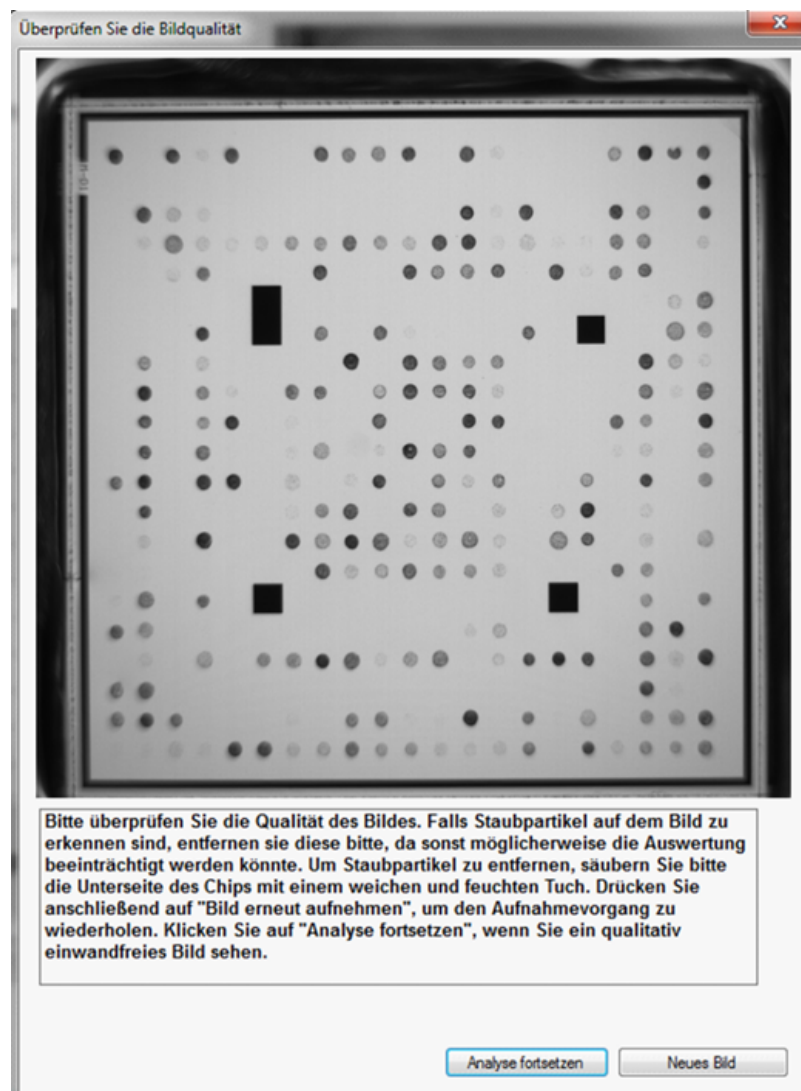 Überprüfen Sie die Bildqualität
Bitte überprüfen Sie die Qualität des Bildes. Falls Staubpartikel auf dem Bild zu
erkennen sind, entfernen sie diese bitte, da sonst möglicherweise die Auswertung
beeinträchtigt werden könnte. Um Staubpartikel zu entfernen, säubern Sie bitte
die Unterseite des Chips mit einem weichen und feuchten Tuch. Drücken Sie
anschließend auf "Bild erneut aufnehmen", um den Aufnahmevorgang zu
wiederholen. Klicken Sie auf "Analyse fortsetzen", wenn Sie ein qualitativ
einwandfreies Bild sehen.
Analyse fortsetzen
Neues Bild